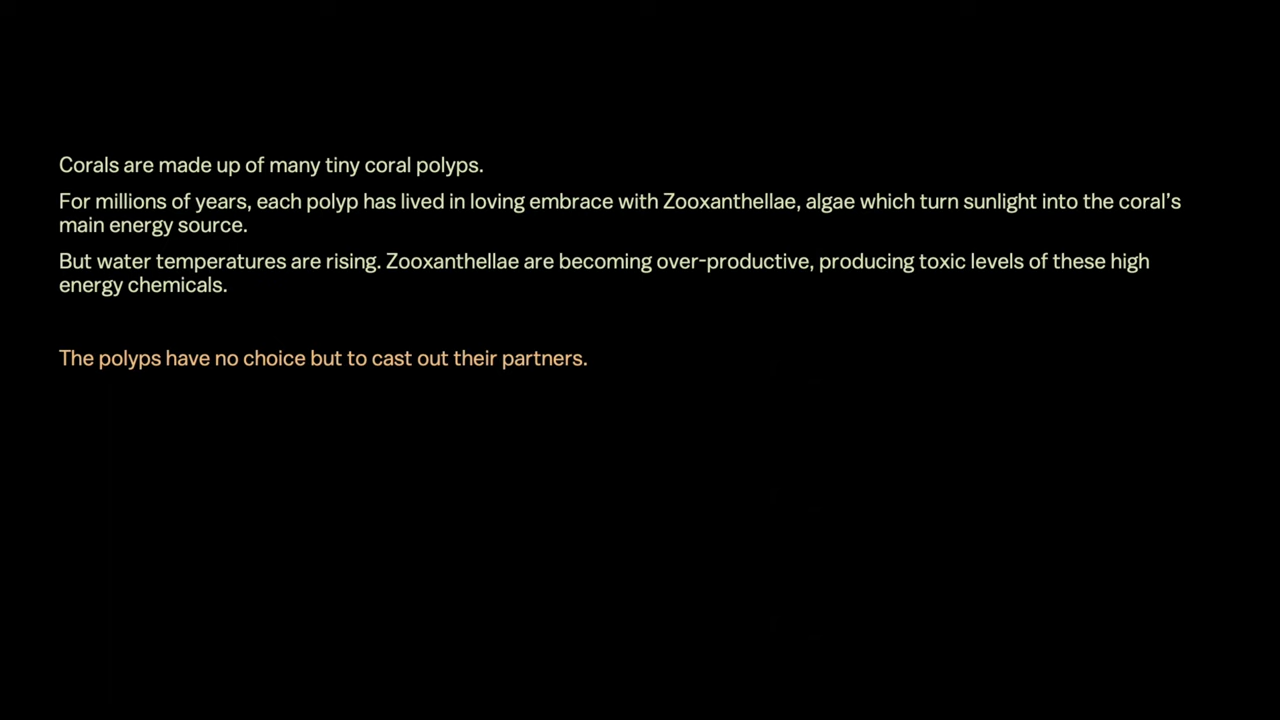 Corals are made up of many tiny coral polyps.
For millions of years, each polyp has lived in loving embrace with Zooxanthellae, algae which turn sunlight into the coral's
main energy source.
But water temperatures are rising. Zooxanthellae are becoming over-productive, producing toxic levels of these high
energy chemicals.
The polyps have no choice but to cast out their partners.